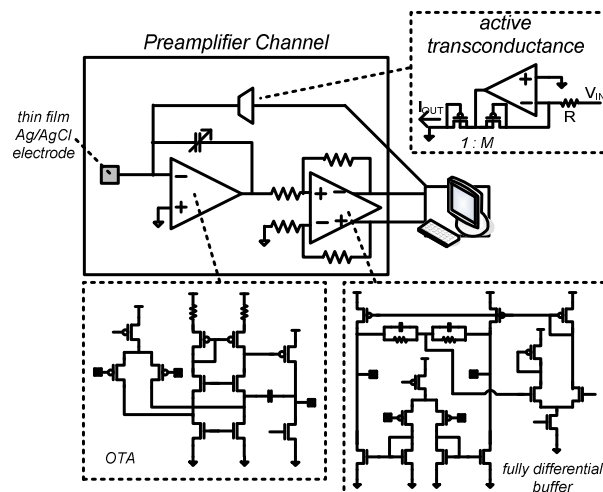 Preamplifier Channel
active
transconductance
thin film
Ag/AgCl
electrode
I_OUT
V_IN
R
1 : M
−
+
−
+
+
−
−
+
OTA
fully differential
buffer